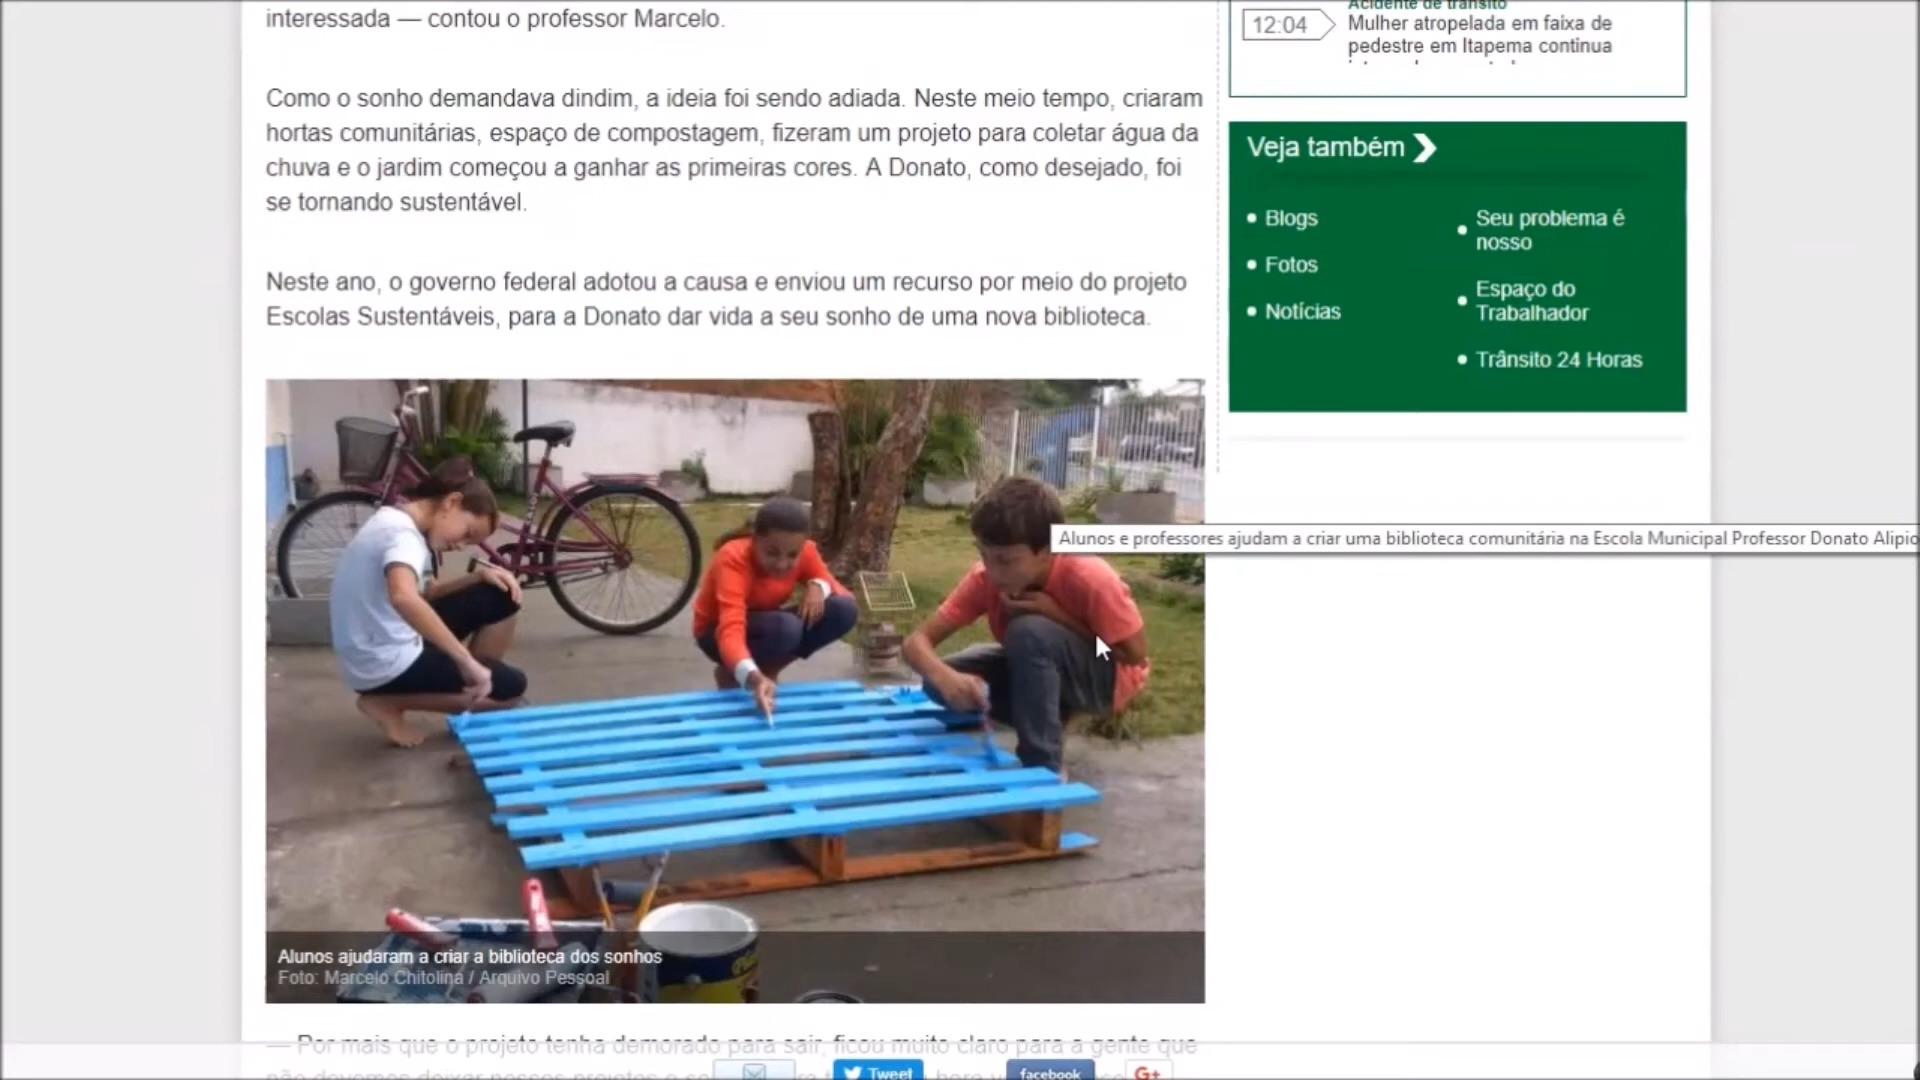 interessada — contou o professor Marcelo.
Como o sonho demandava dindim, a ideia foi sendo adiada. Neste meio tempo, criaram
hortas comunitárias, espaço de compostagem, fizeram um projeto para coletar água da
chuva e o jardim começou a ganhar as primeiras cores. A Donato, como desejado, foi
se tornando sustentável.
Neste ano, o governo federal adotou a causa e enviou um recurso por meio do projeto
Escolas Sustentáveis, para a Donato dar vida a seu sonho de uma nova biblioteca.
Alunos ajudaram a criar a biblioteca dos sonhos
Foto: Marcelo Chitolina / Arquivo Pessoal
— Por mais que o projeto tenha demorado para sair, ficou muito claro para a gente que
não devemos deixar nossos projetos
Tweet
facebook
G+
Acidente de trânsito
12:04
Mulher atropelada em faixa de
pedestre em Itapema continua
Veja também
Blogs
Fotos
Notícias
Seu problema é
nosso
Espaço do
Trabalhador
Trânsito 24 Horas
Alunos e professores ajudam a criar uma biblioteca comunitária na Escola Municipal Professor Donato Alipio